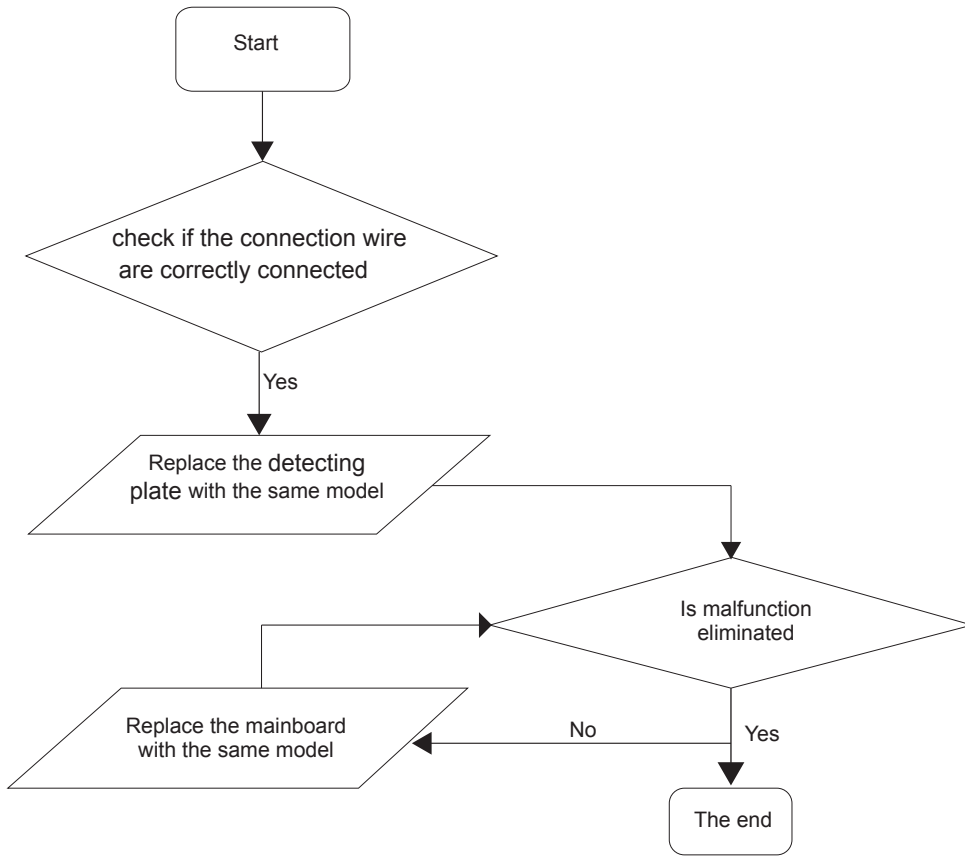 Start
check if the connection wire
are correctly connected
Yes
Replace the detecting
plate with the same model
Is malfunction
eliminated
Replace the mainboard
with the same model
No
Yes
The end